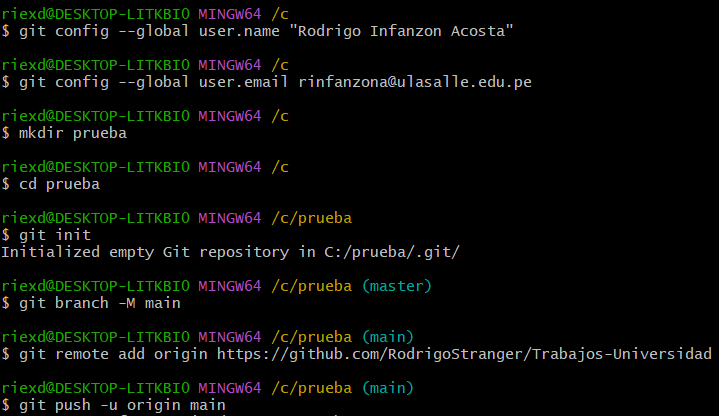 riexd@DESKTOP-LITKBIO MINGW64 /c
$ git config --global user.name "Rodrigo Infanzon Acosta"
riexd@DESKTOP-LITKBIO MINGW64 /c
$ git config --global user.email rinfanzona@ulasalle.edu.pe
riexd@DESKTOP-LITKBIO MINGW64 /c
$ mkdir prueba
riexd@DESKTOP-LITKBIO MINGW64 /c
$ cd prueba
riexd@DESKTOP-LITKBIO MINGW64 /c/prueba
$ git init
Initialized empty Git repository in C:/prueba/.git/
riexd@DESKTOP-LITKBIO MINGW64 /c/prueba (master)
$ git branch -M main
riexd@DESKTOP-LITKBIO MINGW64 /c/prueba (main)
$ git remote add origin https://github.com/RodrigoStranger/Trabajos-Universidad
riexd@DESKTOP-LITKBIO MINGW64 /c/prueba (main)
$ git push -u origin main